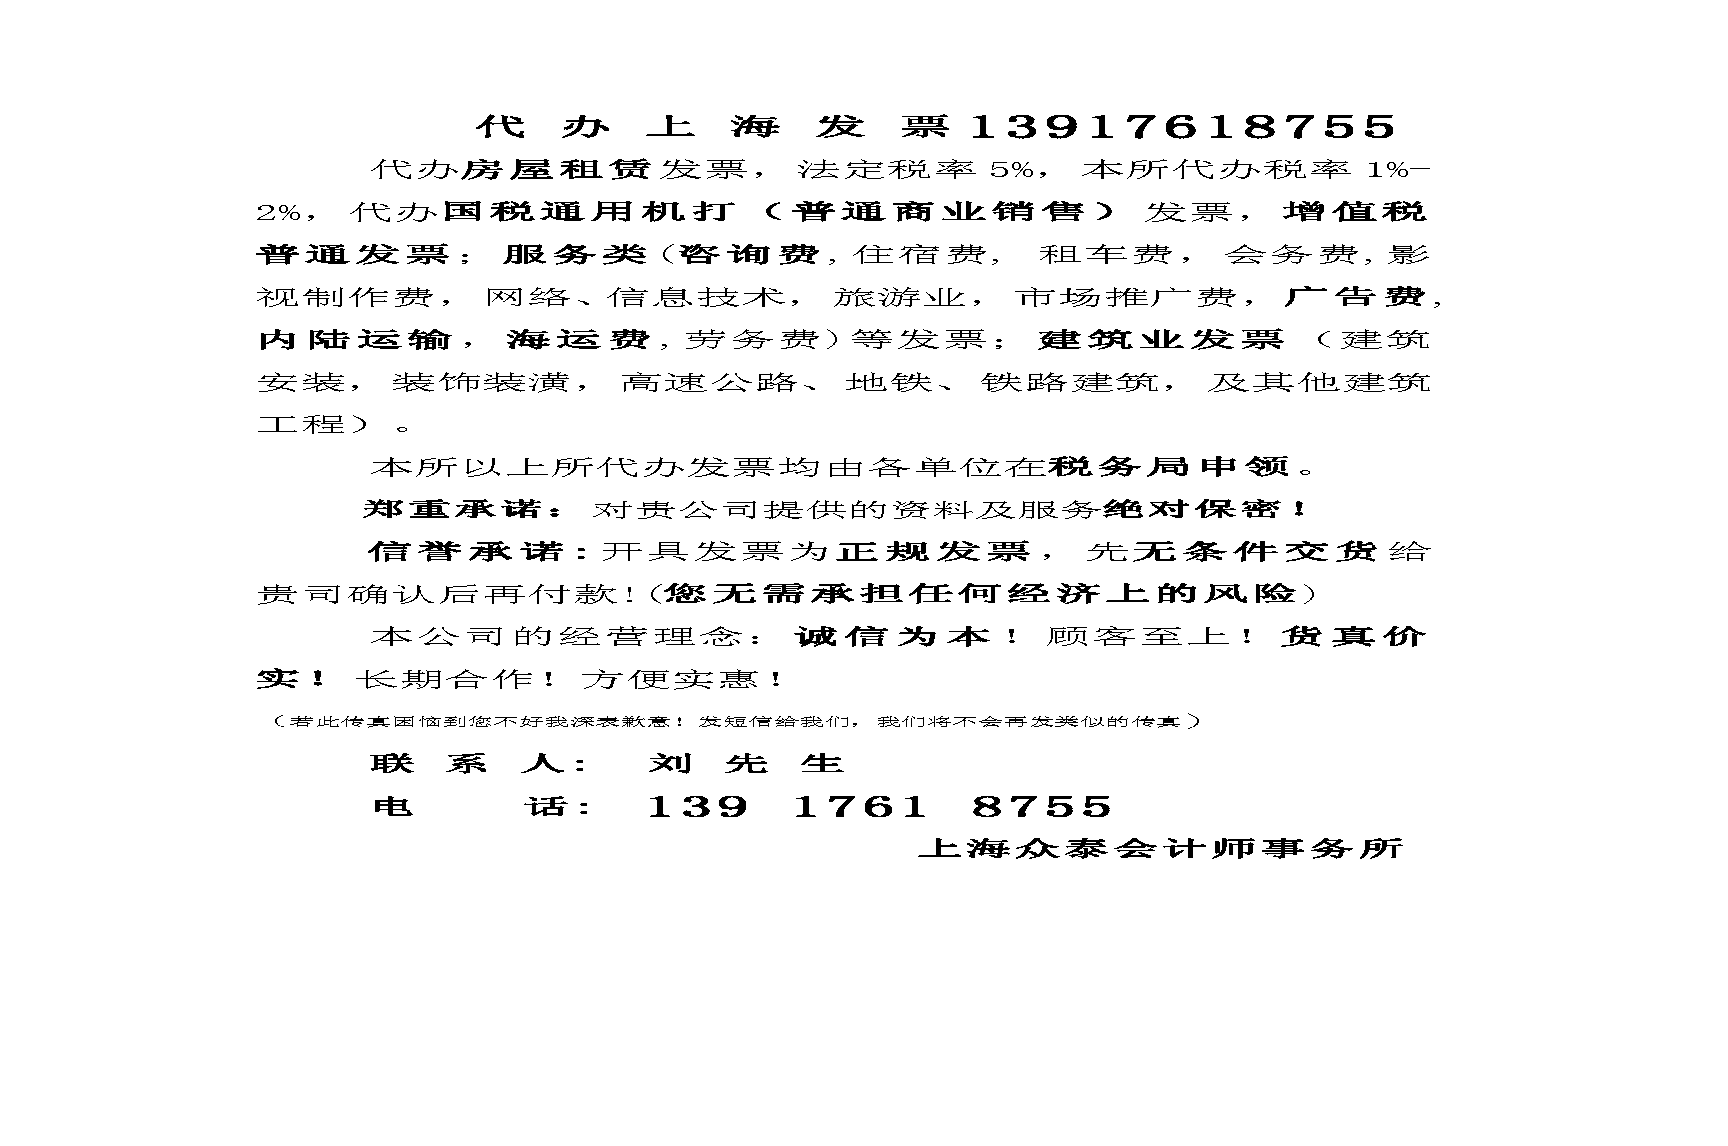 代 办 上 海 发 票13917618755
代办房屋租赁发票，法定税率 5%，本所代办税率 1%-
2%，代办国税通用机打（普通商业销售）发票，增值税
普通发票；服务类(咨询费,住宿费， 租车费，会务费,影
视制作费，网络、信息技术，旅游业，市场推广费，广告费,
内陆运输，海运费,劳务费)等发票；建筑业发票（建筑
安装，装饰装潢，高速公路、地铁、铁路建筑，及其他建筑
工程）。
本所以上所代办发票均由各单位在税务局申领。
郑重承诺：对贵公司提供的资料及服务绝对保密！
信誉承诺：开具发票为正规发票，先无条件交货给
贵司确认后再付款!(您无需承担任何经济上的风险)
本公司的经营理念：诚信为本！顾客至上！货真价
实！长期合作！方便实惠！
（若此传真困恼到您不好我深表歉意！发短信给我们，我们将不会再发类似的传真）
联 系 人： 刘 先 生
电 话： 139 1761 8755
上海众泰会计师事务所